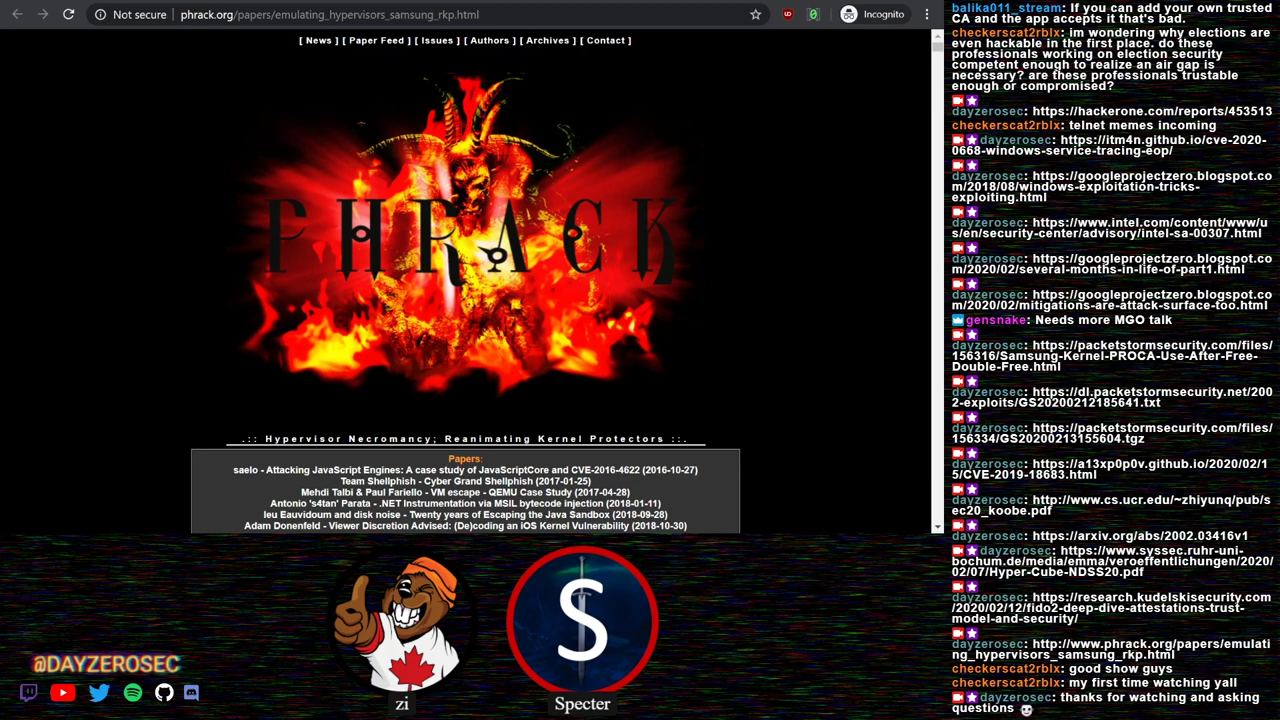 Not secure
phrack.org/papers/emulating_hypervisors_samsung_rkp.html
Incognito
[ News ] [ Paper Feed ] [ Issues ] [ Authors ] [ Archives ] [ Contact ]
PHRACK
.:: Hypervisor Necromancy; Reanimating Kernel Protectors ::.
Papers:
saelo - Attacking JavaScript Engines: A case study of JavaScriptCore and CVE-2016-4622 (2016-10-27)
Team Shellphish - Cyber Grand Shellphish (2017-01-25)
Mehdi Talbi & Paul Fariello - VM escape - QEMU Case Study (2017-04-28)
Antonio 's4tan' Parata - .NET Instrumentation via MSIL bytecode injection (2018-01-11)
Ieu Eauvidoum and disk noise - Twenty years of Escaping the Java Sandbox (2018-09-28)
Adam Donenfeld - Viewer Discretion Advised: (De)coding an iOS Kernel Vulnerability (2018-10-30)
balika011_stream: If you can add your own trusted
CA and the app accepts it that's bad.
checkerscat2rblx: im wondering why elections are
even hackable in the first place. do these
professionals working on election security
competent enough to realize an air gap is
necessary? are these professionals trustable
enough or compromised?
dayzerosec: https://hackerone.com/reports/453513
checkerscat2rblx: telnet memes incoming
dayzerosec: https://itm4n.github.io/cve-2020-
0668-windows-service-tracing-eop/
dayzerosec: https://googleprojectzero.blogspot.co
m/2018/08/windows-exploitation-tricks-
exploiting.html
dayzerosec: https://www.intel.com/content/www/u
s/en/security-center/advisory/intel-sa-00307.html
dayzerosec: https://googleprojectzero.blogspot.co
m/2020/02/several-months-in-life-of-part1.html
dayzerosec: https://googleprojectzero.blogspot.co
m/2020/02/mitigations-are-attack-surface-too.html
gensnake: Needs more MGO talk
dayzerosec: https://packetstormsecurity.com/files/
156316/Samsung-Kernel-PROCA-Use-After-Free-
Double-Free.html
dayzerosec: https://dl.packetstormsecurity.net/200
2-exploits/GS20200212185641.txt
dayzerosec: https://packetstormsecurity.com/files/
156334/GS20200213155604.tgz
dayzerosec: https://a13xp0p0v.github.io/2020/02/1
5/CVE-2019-18683.html
dayzerosec: http://www.cs.ucr.edu/~zhiyunq/pub/s
ec20_koobe.pdf
dayzerosec: https://arxiv.org/abs/2002.03416v1
dayzerosec: https://www.syssec.ruhr-uni-
bochum.de/media/emma/veroeffentlichungen/2020/
02/07/Hyper-Cube-NDSS20.pdf
dayzerosec: https://research.kudelskisecurity.com
/2020/02/12/fido2-deep-dive-attestations-trust-
model-and-security/
dayzerosec: http://www.phrack.org/papers/emulati
ng_hypervisors_samsung_rkp.html
checkerscat2rblx: good show guys
checkerscat2rblx: my first time watching yall
dayzerosec: thanks for watching and asking
questions
@DAYZEROSEC
zi
S
Specter